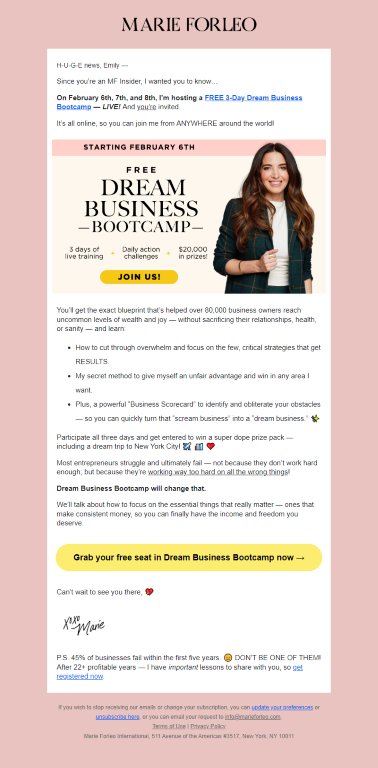 MARIE FORLEO
H-U-G-E news, Emily —
Since you're an MF Insider, I wanted you to know…
On February 6th, 7th, and 8th, I'm hosting a FREE 3-Day Dream Business
Bootcamp — LIVE! And you're invited.
It's all online, so you can join me from ANYWHERE around the world!
STARTING FEBRUARY 6TH
FREE
DREAM
BUSINESS
—BOOTCAMP—
3 days of live training
Daily action challenges
$20,000 in prizes!
JOIN US!
You'll get the exact blueprint that's helped over 80,000 business owners reach
uncommon levels of wealth and joy — without sacrificing their relationships, health,
or sanity — and learn:
• How to cut through overwhelm and focus on the few, critical strategies that get
RESULTS.
• My secret method to give myself an unfair advantage and win in any area I
want.
• Plus, a powerful "Business Scorecard" to identify and obliterate your obstacles
— so you can quickly turn that "scream business" into a "dream business." 🌟
Participate all three days and get entered to win a super dope prize pack —
including a dream trip to New York City! ✈️ 🏙️ ❤️
Most entrepreneurs struggle and ultimately fail — not because they don't work hard
enough; but because they're working way too hard on all the wrong things!
Dream Business Bootcamp will change that.
We'll talk about how to focus on the essential things that really matter — ones that
make consistent money, so you can finally have the income and freedom you
deserve.
Grab your free seat in Dream Business Bootcamp now →
Can't wait to see you there, ❤️
XOXO
Marie
P.S. 45% of businesses fail within the first five years. 😥 DON'T BE ONE OF THEM!
After 22+ profitable years — I have important lessons to share with you, so get
registered now.
If you wish to stop receiving our emails or change your subscription, you can update your preferences or
unsubscribe here, or you can email your request to info@marieforleo.com.
Terms of Use | Privacy Policy
Marie Forleo International, 511 Avenue of the Americas #3517, New York, NY 10011